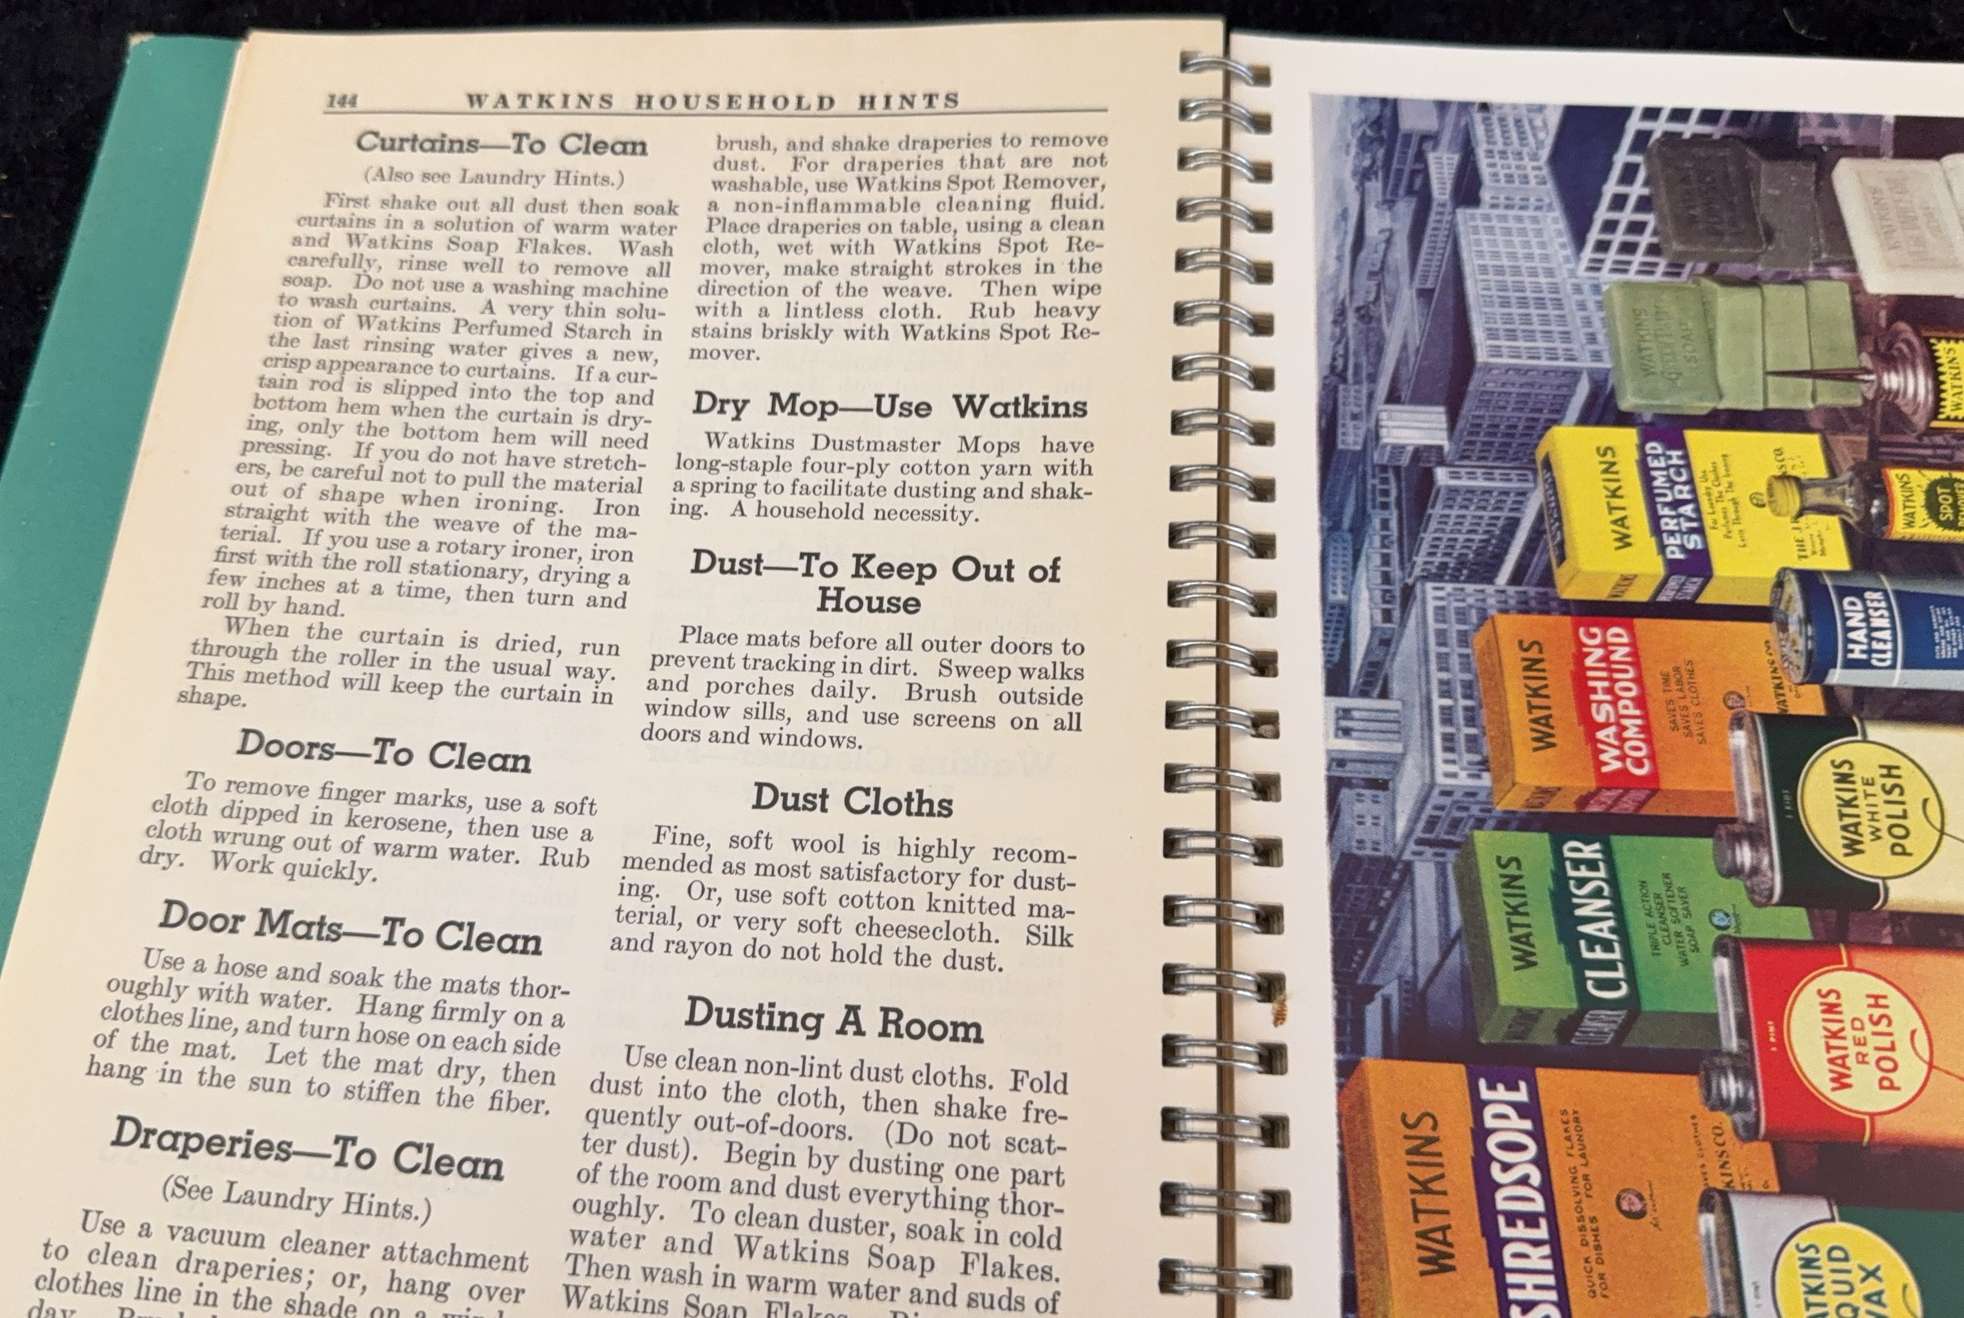 144 WATKINS HOUSEHOLD HINTS
Curtains—To Clean
(Also see Laundry Hints.)
First shake out all dust then soak
curtains in a solution of warm water
and Watkins Soap Flakes. Wash
carefully, rinse well to remove all
soap. Do not use a washing machine
to wash curtains. A very thin solu-
tion of Watkins Perfumed Starch in
the last rinsing water gives a new,
crisp appearance to curtains. If a cur-
tain rod is slipped into the top and
bottom hem when the curtain is dry-
ing, only the bottom hem will need
pressing. If you do not have stretch-
ers, be careful not to pull the material
out of shape when ironing. Iron
straight with the weave of the ma-
terial. If you use a rotary ironer, iron
first with the roll stationary, drying a
few inches at a time, then turn and
roll by hand.
When the curtain is dried, run
through the roller in the usual way.
This method will keep the curtain in
shape.
Doors—To Clean
To remove finger marks, use a soft
cloth dipped in kerosene, then use a
cloth wrung out of warm water. Rub
dry. Work quickly.
Door Mats—To Clean
Use a hose and soak the mats thor-
oughly with water. Hang firmly on a
clothes line, and turn hose on each side
of the mat. Let the mat dry, then
hang in the sun to stiffen the fiber.
Draperies—To Clean
(See Laundry Hints.)
Use a vacuum cleaner attachment
to clean draperies; or, hang over
clothes line in the shade on a
day.
brush, and shake draperies to remove
dust. For draperies that are not
washable, use Watkins Spot Remover,
a non-inflammable cleaning fluid.
Place draperies on table, using a clean
cloth, wet with Watkins Spot Re-
mover, make straight strokes in the
direction of the weave. Then wipe
with a lintless cloth. Rub heavy
stains briskly with Watkins Spot Re-
mover.
Dry Mop—Use Watkins
Watkins Dustmaster Mops have
long-staple four-ply cotton yarn with
a spring to facilitate dusting and shak-
ing. A household necessity.
Dust—To Keep Out of
House
Place mats before all outer doors to
prevent tracking in dirt. Sweep walks
and porches daily. Brush outside
window sills, and use screens on all
doors and windows.
Dust Cloths
Fine, soft wool is highly recom-
mended as most satisfactory for dust-
ing. Or, use soft cotton knitted ma-
terial, or very soft cheesecloth. Silk
and rayon do not hold the dust.
Dusting A Room
Use clean non-lint dust cloths. Fold
dust into the cloth, then shake fre-
quently out-of-doors. (Do not scat-
ter dust). Begin by dusting one part
of the room and dust everything thor-
oughly. To clean duster, soak in cold
water and Watkins Soap Flakes.
Then wash in warm water and suds of
Watkins Soap Flakes.
WATKINS
PERFUMED
STARCH
WATKINS
SPOT
HAND
CLEANSER
WATKINS
WASHING
COMPOUND
SAVES TIME
SAVES LABOR
SAVES CLOTHES
WATKINS
WHITE
POLISH
WATKINS
CLEANSER
TRIPLE ACTION
CLEANSER
WATER SOFTENER
SOAP SAVER
WATKINS
RED
POLISH
WATKINS
SHREDSOPE
QUICK DISSOLVING FLAKES
FOR DISHES FOR LAUNDRY